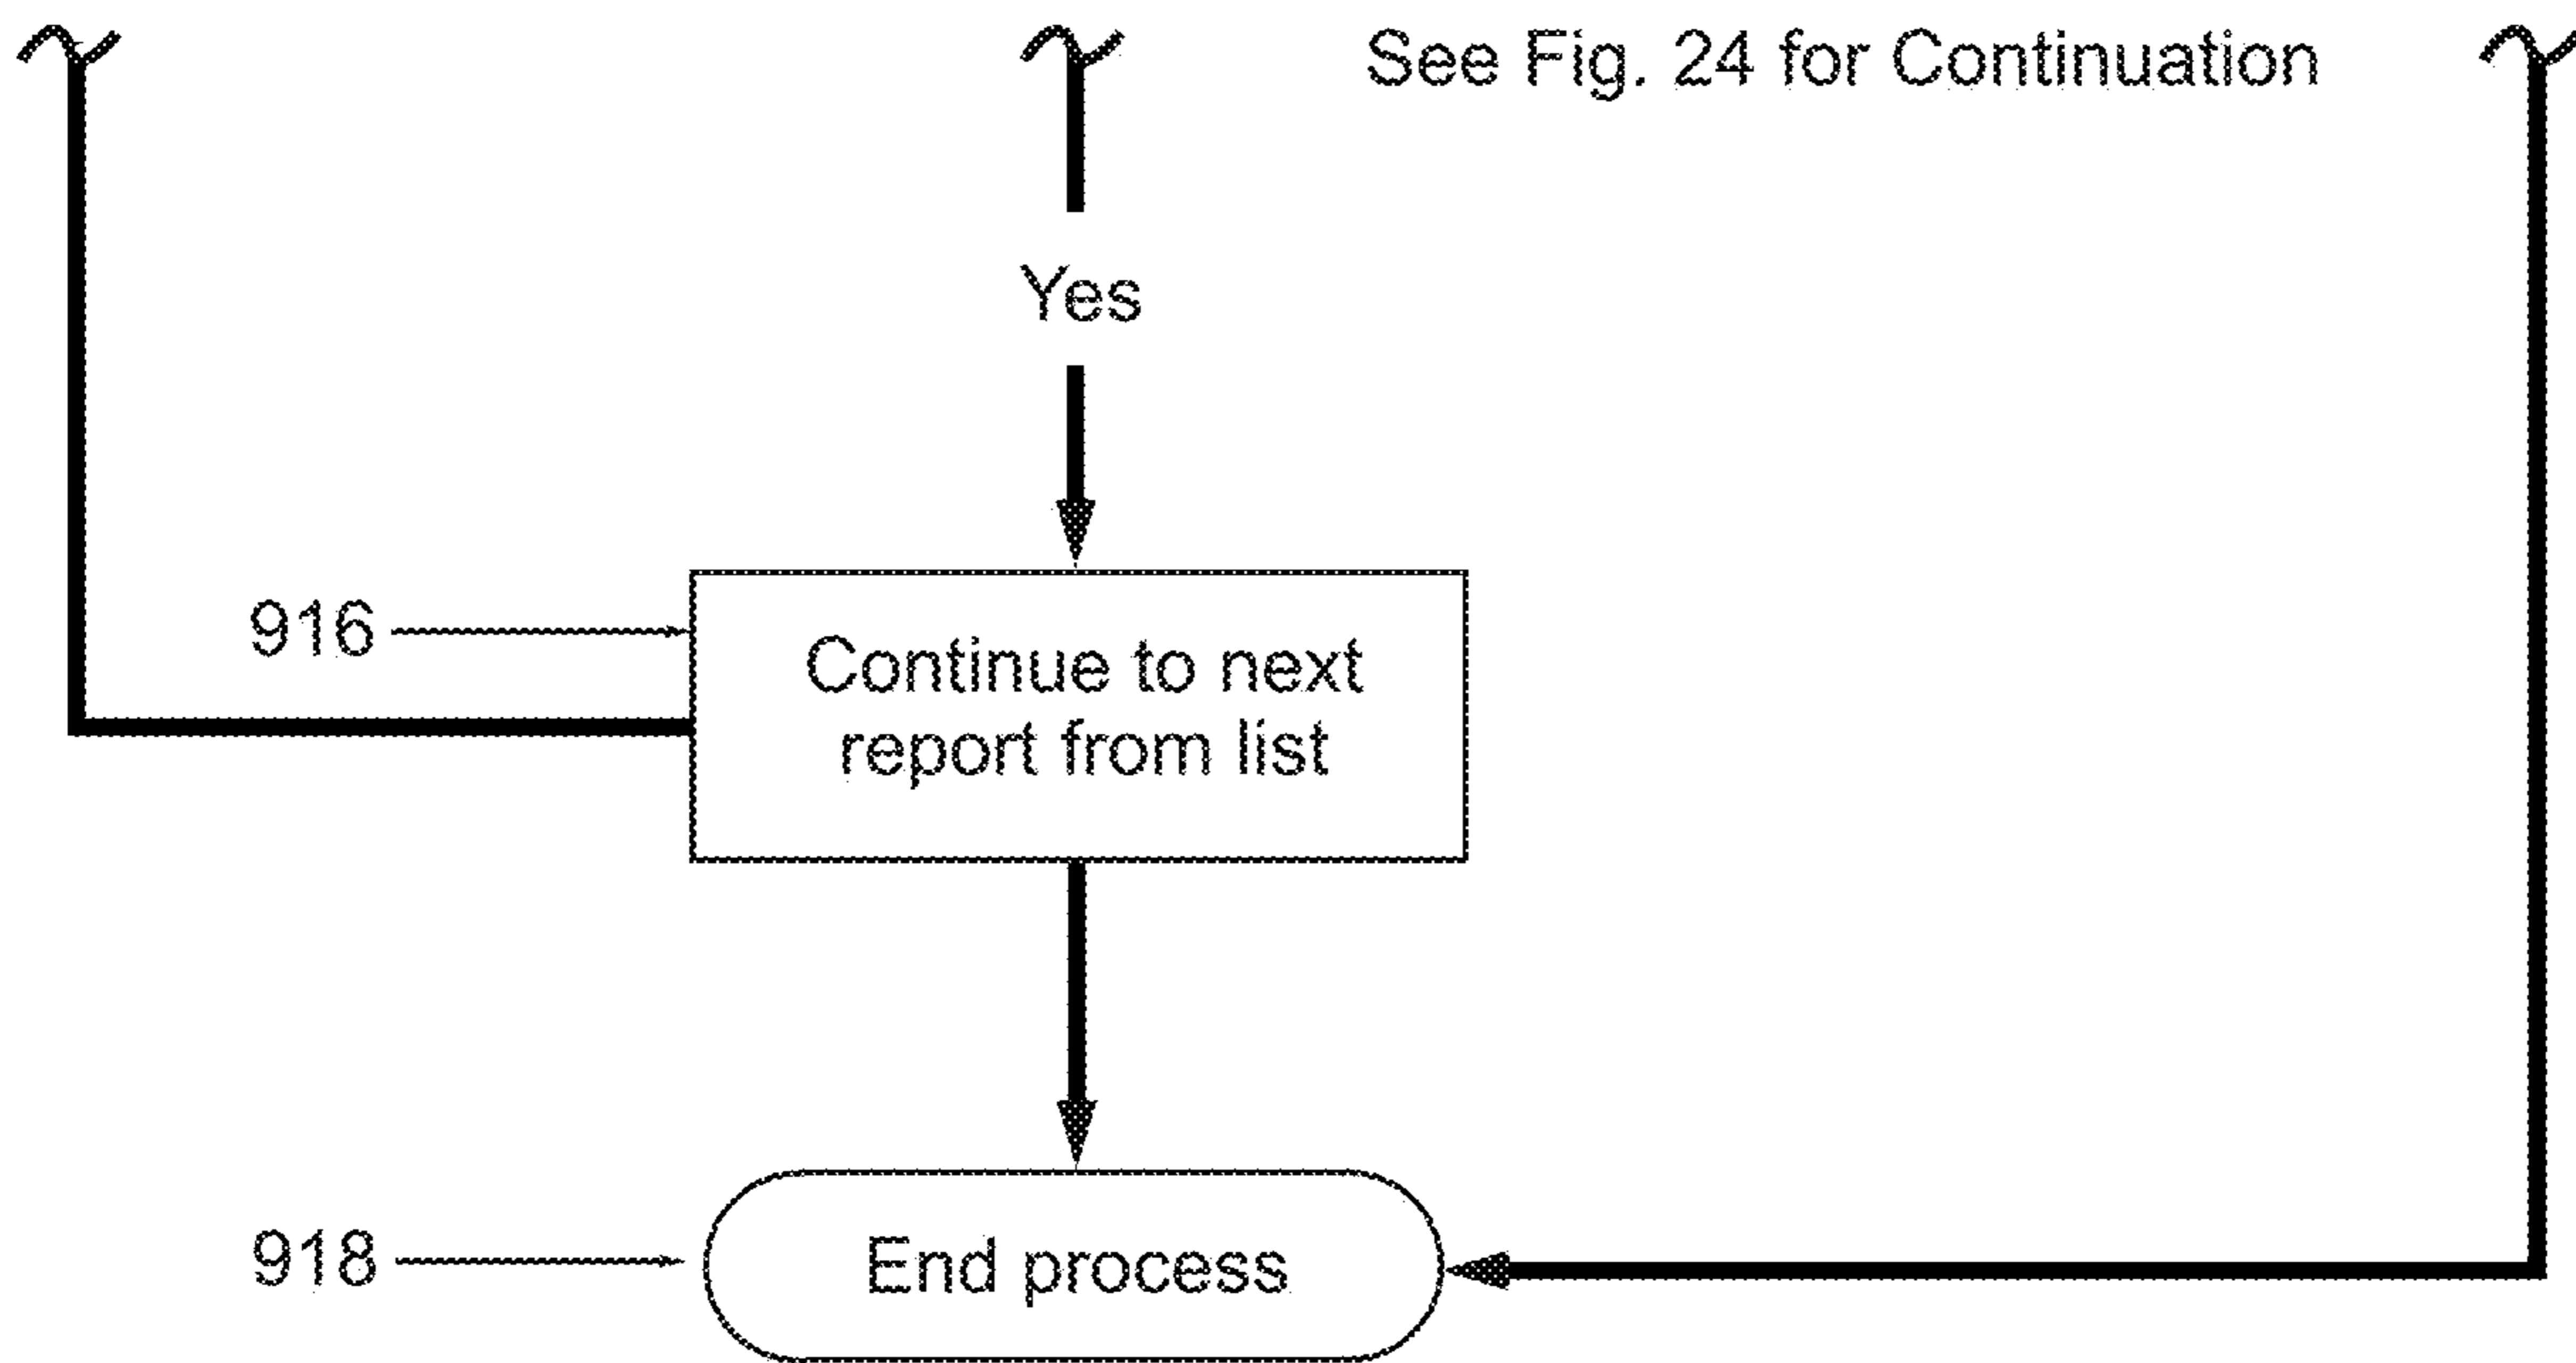 See Fig. 24 for Continuation
Yes
916
Continue to next
report from list
918
End process